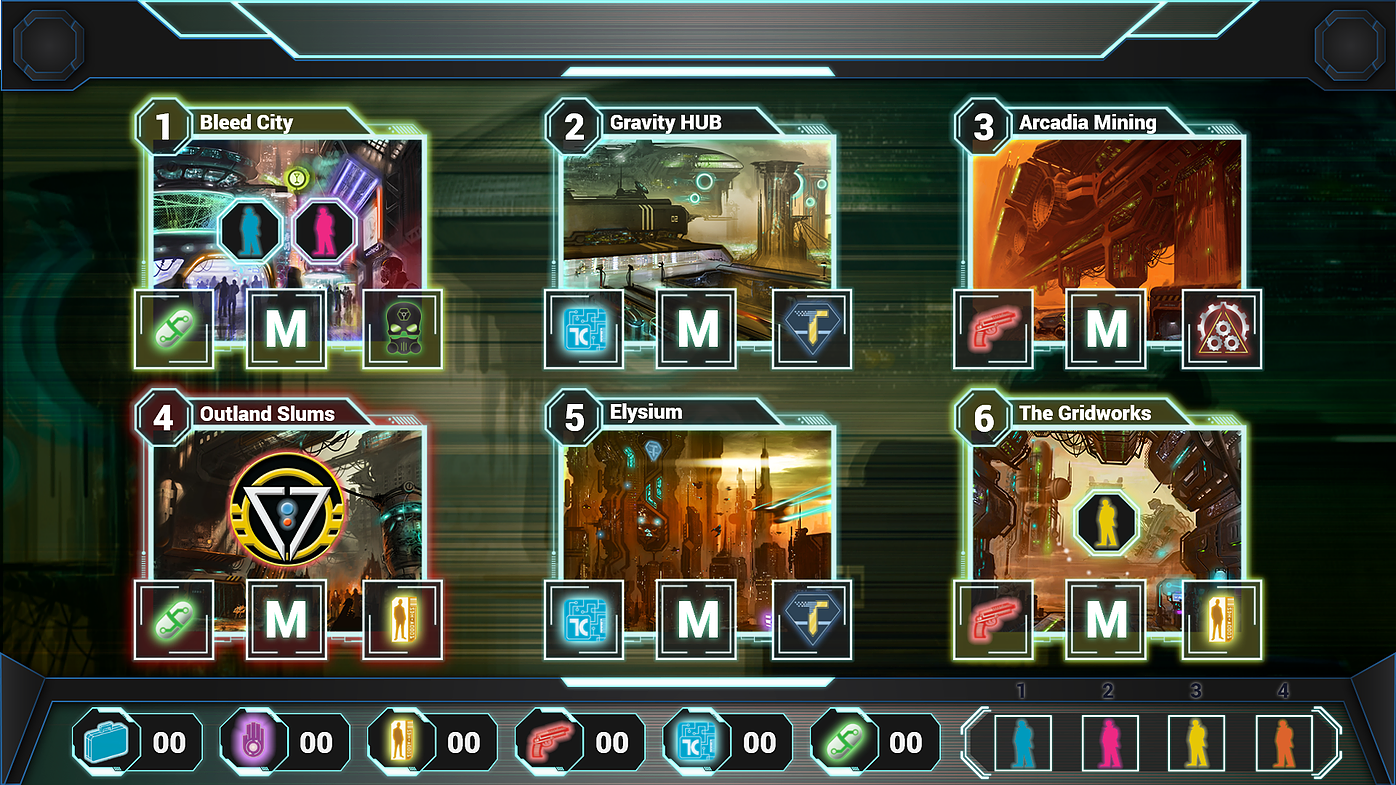 1 Bleed City
2 Gravity HUB
3 Arcadia Mining
M
M
M
4 Outland Slums
5 Elysium
6 The Gridworks
M
M
M
1 2 3 4
00 00 00 00 00 00